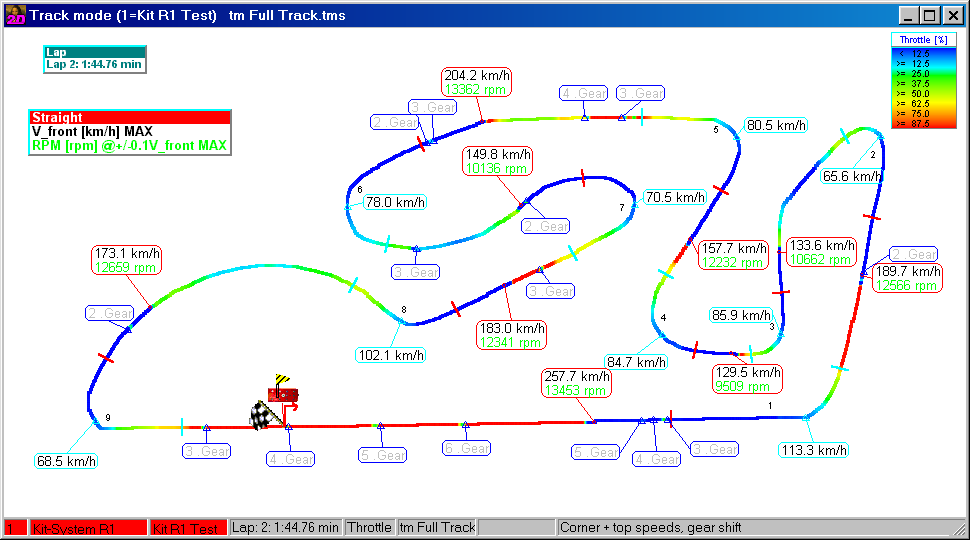 Track mode (1=Kit R1 Test) tm Full Track.tms
Throttle [%]
< 12.5
>= 12.5
>= 25.0
>= 37.5
>= 50.0
>= 62.5
>= 75.0
>= 87.5
Lap
Lap 2: 1:44.76 min
Straight
V_front [km/h] MAX
RPM [rpm] @+/-0.1V_front MAX
204.2 km/h
13362 rpm
3 .Gear
2 .Gear
4 .Gear
3 .Gear
5
80.5 km/h
2
65.6 km/h
149.8 km/h
10136 rpm
6
78.0 km/h
7
70.5 km/h
2 .Gear
3 .Gear
173.1 km/h
12659 rpm
157.7 km/h
12232 rpm
133.6 km/h
10662 rpm
2 .Gear
189.7 km/h
12566 rpm
3 .Gear
2 .Gear
8
102.1 km/h
183.0 km/h
12341 rpm
4
84.7 km/h
85.9 km/h
3
129.5 km/h
9509 rpm
257.7 km/h
13453 rpm
1
113.3 km/h
9
68.5 km/h
3 .Gear
4 .Gear
5 .Gear
6 .Gear
5 .Gear
4 .Gear
3 .Gear
1 Kit-System R1 Kit R1 Test Lap: 2: 1:44.76 min Throttle tm Full Track Corner + top speeds, gear shift